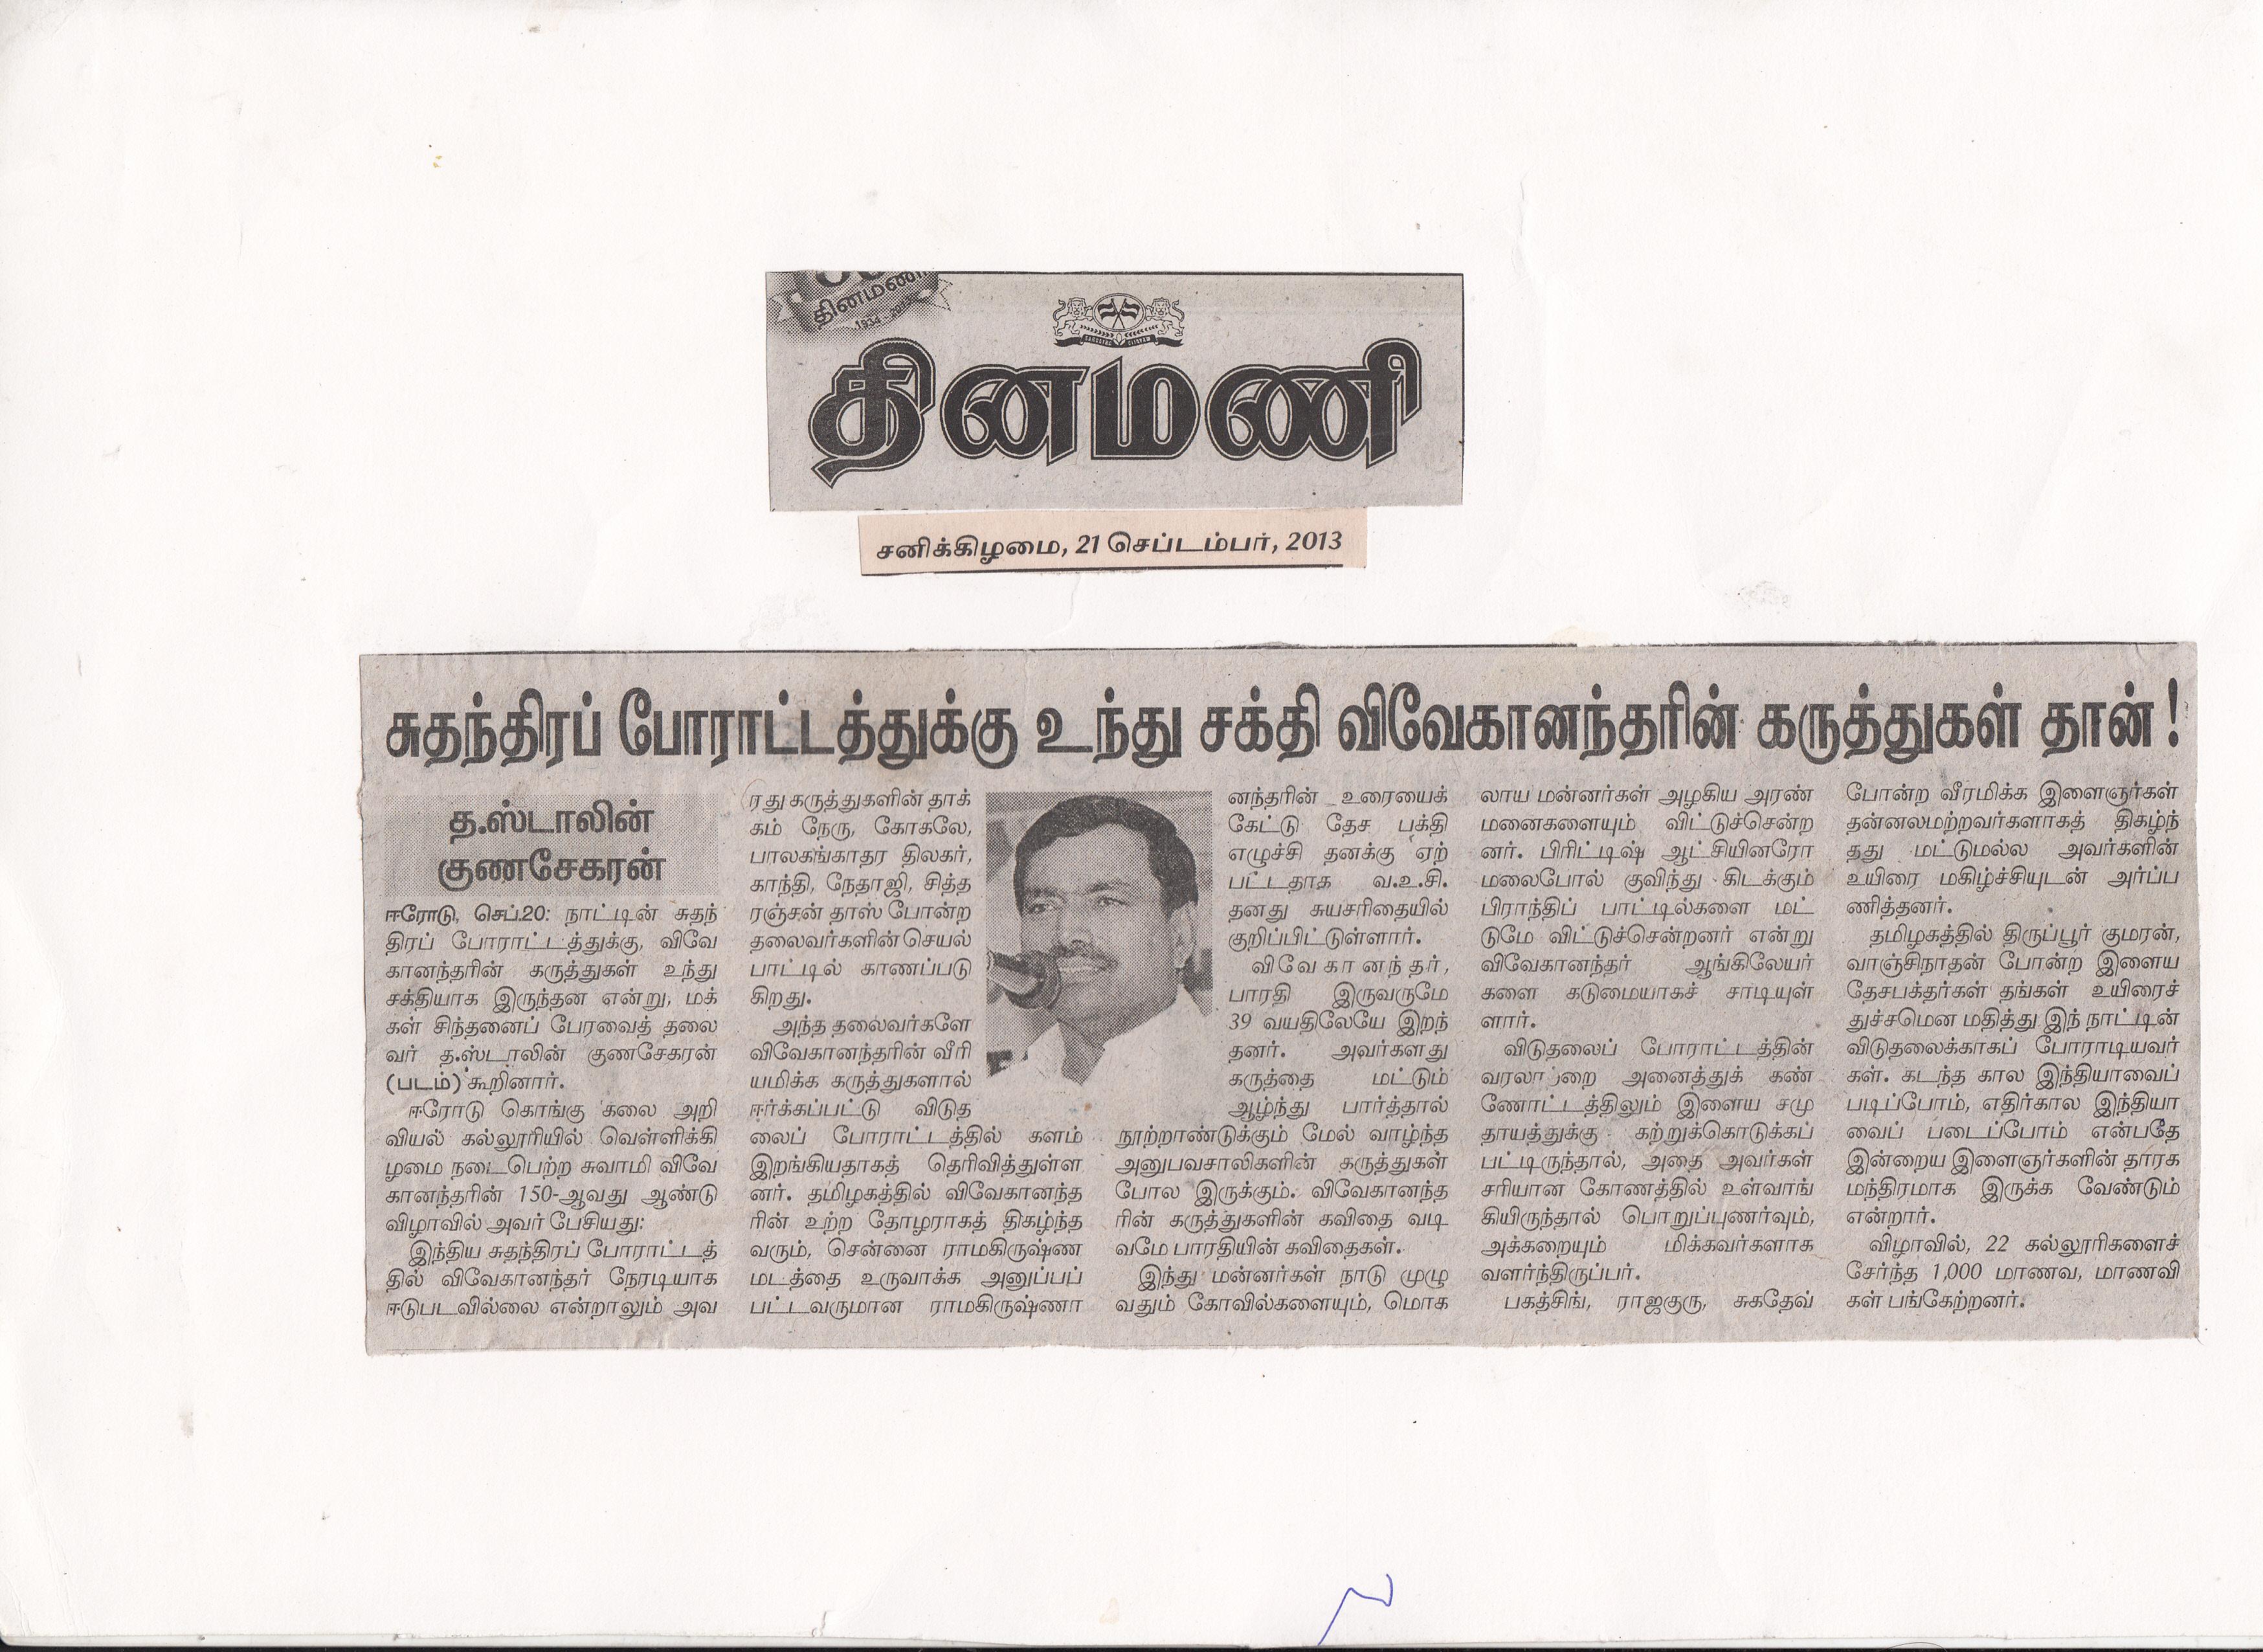 தினமணி
தினமணி
சனிக்கிழமை, 21 செப்டம்பர், 2013
சுதந்திரப் போராட்டத்துக்கு உந்து சக்தி விவேகானந்தரின் கருத்துகள் தான்!
த.ஸ்டாலின்
குணசேகரன்
ஈரோடு, செப்.20: நாட்டின் சுதந்
திரப் போராட்டத்துக்கு, விவே
கானந்தரின் கருத்துகள் உந்து
சக்தியாக இருந்தன என்று, மக்
கள் சிந்தனைப் பேரவைத் தலை
வர் த.ஸ்டாலின் குணசேகரன்
(படம்) கூறினார்.
ஈரோடு கொங்கு கலை அறி
வியல் கல்லூரியில் வெள்ளிக்கி
ழமை நடைபெற்ற சுவாமி விவே
கானந்தரின் 150-ஆவது ஆண்டு
விழாவில் அவர் பேசியது:
இந்திய சுதந்திரப் போராட்டத்
தில் விவேகானந்தர் நேரடியாக
ஈடுபடவில்லை என்றாலும் அவ
ரது கருத்துகளின் தாக்
கம் நேரு, கோகலே,
பாலகங்காதர திலகர்,
காந்தி, நேதாஜி, சித்த
ரஞ்சன் தாஸ் போன்ற
தலைவர்களின் செயல்
பாட்டில் காணப்படு
கிறது.
அந்த தலைவர்களே
விவேகானந்தரின் வீரி
யமிக்க கருத்துகளால்
ஈர்க்கப்பட்டு விடுத
லைப் போராட்டத்தில் களம்
இறங்கியதாகத் தெரிவித்துள்ள
னர். தமிழகத்தில் விவேகானந்த
ரின் உற்ற தோழராகத் திகழ்ந்த
வரும், சென்னை ராமகிருஷ்ண
மடத்தை உருவாக்க அனுப்பப்
பட்டவருமான ராமகிருஷ்ணா
னந்தரின் உரையைக்
கேட்டு தேச பக்தி
எழுச்சி தனக்கு ஏற்
பட்டதாக வ.உ.சி.
தனது சுயசரிதையில்
குறிப்பிட்டுள்ளார்.
விவேகானந்தர்,
பாரதி இருவருமே
39 வயதிலேயே இறந்
தனர். அவர்களது
கருத்தை மட்டும்
ஆழ்ந்து பார்த்தால்
நூற்றாண்டுக்கும் மேல் வாழ்ந்த
அனுபவசாலிகளின் கருத்துகள்
போல இருக்கும். விவேகானந்த
ரின் கருத்துகளின் கவிதை வடி
வமே பாரதியின் கவிதைகள்.
இந்து மன்னர்கள் நாடு முழு
வதும் கோவில்களையும், மொக
லாய மன்னர்கள் அழகிய அரண்
மனைகளையும் விட்டுச்சென்ற
னர். பிரிட்டிஷ் ஆட்சியினரோ
மலைபோல் குவிந்து கிடக்கும்
பிராந்திப் பாட்டில்களை மட்
டுமே விட்டுச்சென்றனர் என்று
விவேகானந்தர் ஆங்கிலேயர்
களை கடுமையாகச் சாடியுள்
ளார்.
விடுதலைப் போராட்டத்தின்
வரலாற்றை அனைத்துக் கண்
ணோட்டத்திலும் இளைய சமு
தாயத்துக்கு கற்றுக்கொடுக்கப்
பட்டிருந்தால், அதை அவர்கள்
சரியான கோணத்தில் உள்வாங்
கியிருந்தால் பொறுப்புணர்வும்,
அக்கறையும் மிக்கவர்களாக
வளர்ந்திருப்பர்.
பகத்சிங், ராஜகுரு, சுகதேவ்
போன்ற வீரமிக்க இளைஞர்கள்
தன்னலமற்றவர்களாகத் திகழ்ந்
தது மட்டுமல்ல அவர்களின்
உயிரை மகிழ்ச்சியுடன் அர்ப்ப
ணித்தனர்.
தமிழகத்தில் திருப்பூர் குமரன்,
வாஞ்சிநாதன் போன்ற இளைய
தேசபக்தர்கள் தங்கள் உயிரைச்
துச்சமென மதித்து இந் நாட்டின்
விடுதலைக்காகப் போராடியவர்
கள். கடந்த கால இந்தியாவைப்
படிப்போம், எதிர்கால இந்தியா
வைப் படைப்போம் என்பதே
இன்றைய இளைஞர்களின் தாரக
மந்திரமாக இருக்க வேண்டும்
என்றார்.
விழாவில், 22 கல்லூரிகளைச்
சேர்ந்த 1,000 மாணவ, மாணவி
கள் பங்கேற்றனர்.